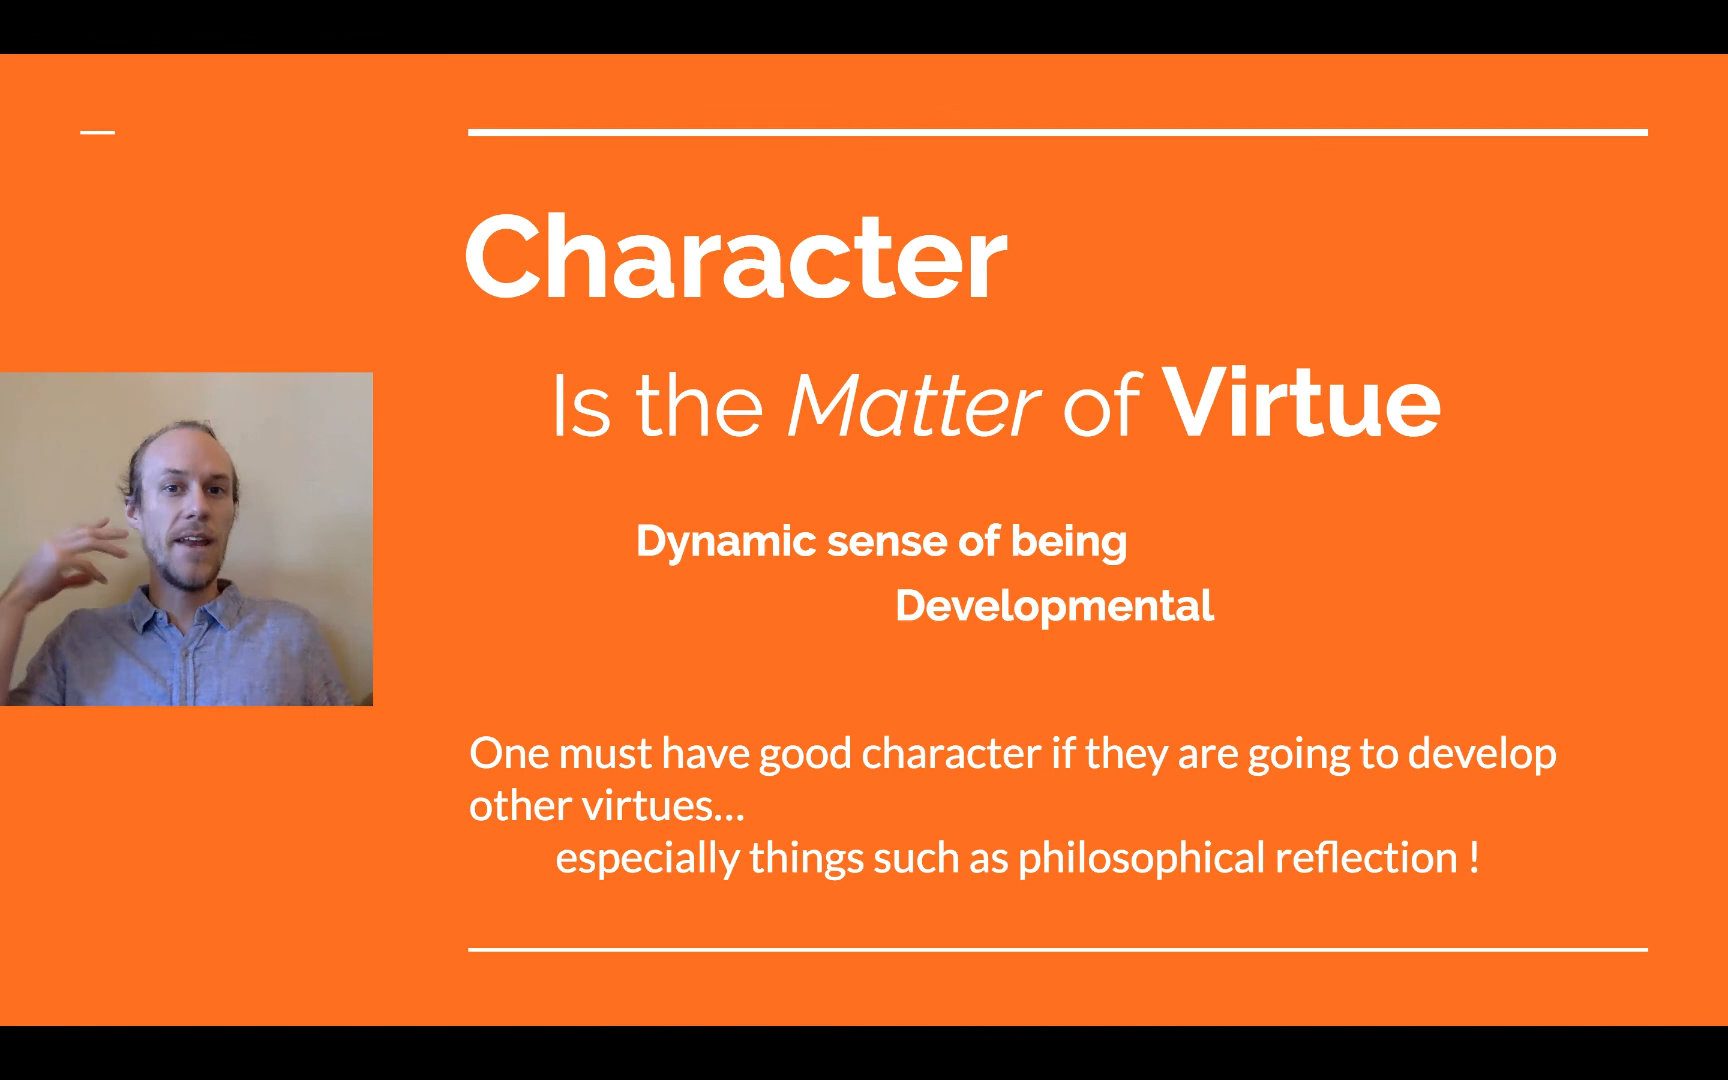 Character
Is the Matter of Virtue
Dynamic sense of being
Developmental
One must have good character if they are going to develop
other virtues...
especially things such as philosophical reflection !